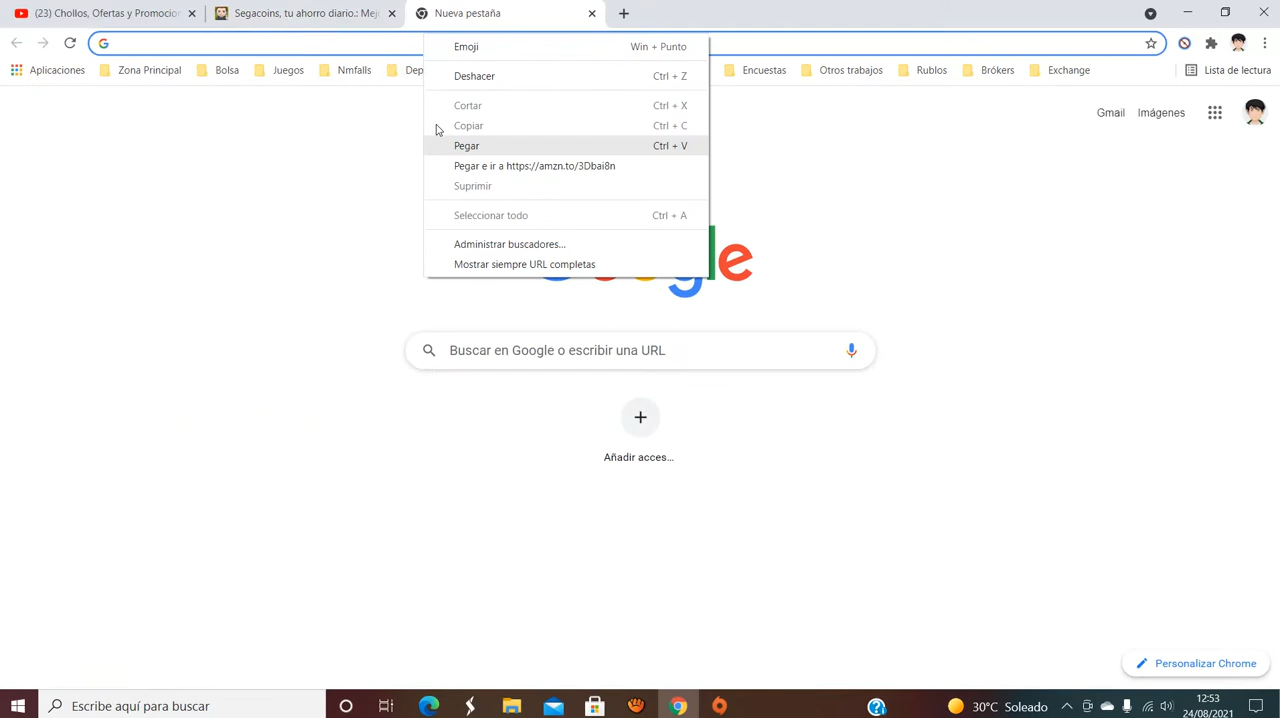 (23) Chollos, Ofertas y Promocior
Segacoins, tu ahorro diario.: Mejo
Nueva pestaña
Aplicaciones
Zona Principal
Bolsa
Juegos
Nmfalls
Dep
Encuestas
Otros trabajos
Rublos
Brókers
Exchange
Lista de lectura
Emoji Win + Punto
Deshacer Ctrl + Z
Cortar Ctrl + X
Copiar Ctrl + C
Pegar Ctrl + V
Pegar e ir a https://amzn.to/3Dbai8n
Suprimir
Seleccionar todo Ctrl + A
Administrar buscadores...
Mostrar siempre URL completas
Gmail Imágenes
Buscar en Google o escribir una URL
Añadir acces...
Personalizar Chrome
Escribe aquí para buscar
30°C Soleado
12:53
24/08/2021